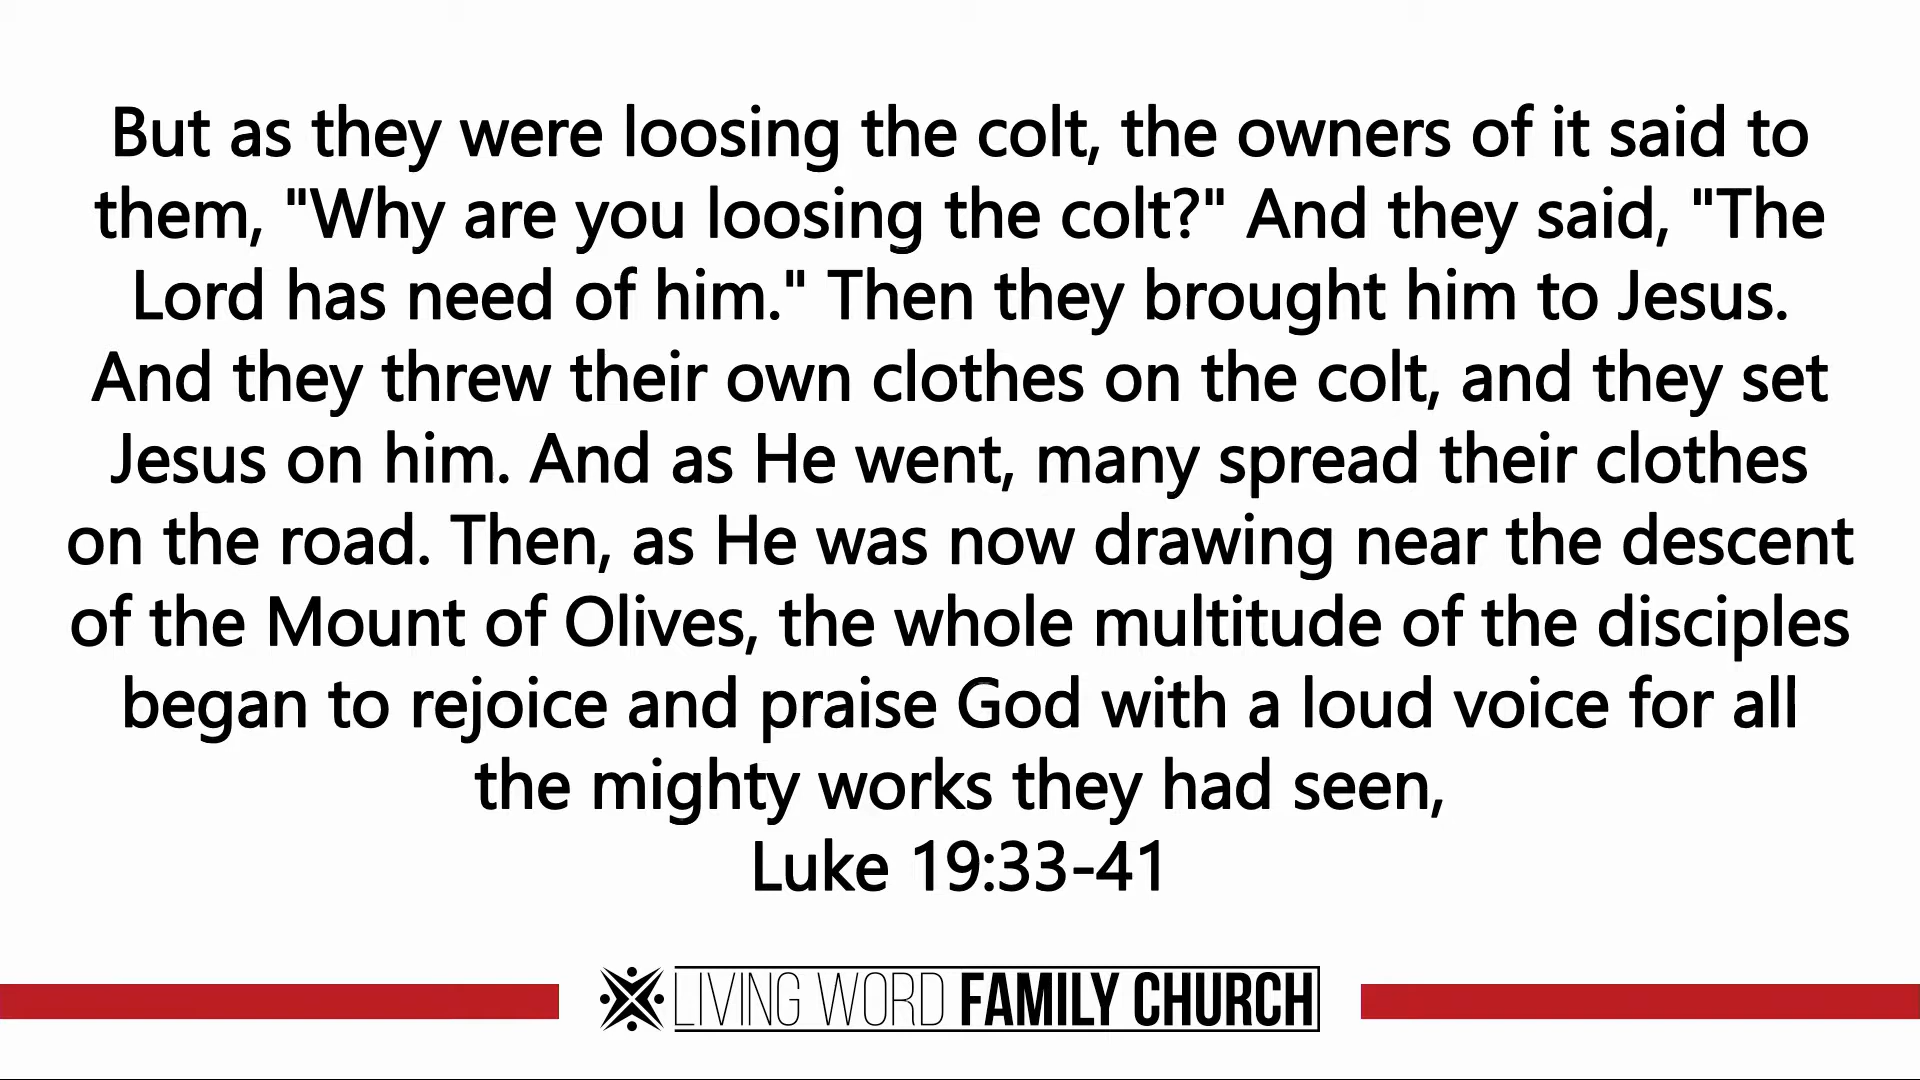 But as they were loosing the colt, the owners of it said to
them, "Why are you loosing the colt?" And they said, "The
Lord has need of him." Then they brought him to Jesus.
And they threw their own clothes on the colt, and they set
Jesus on him. And as He went, many spread their clothes
on the road. Then, as He was now drawing near the descent
of the Mount of Olives, the whole multitude of the disciples
began to rejoice and praise God with a loud voice for all
the mighty works they had seen,
Luke 19:33-41
LIVING WORD FAMILY CHURCH